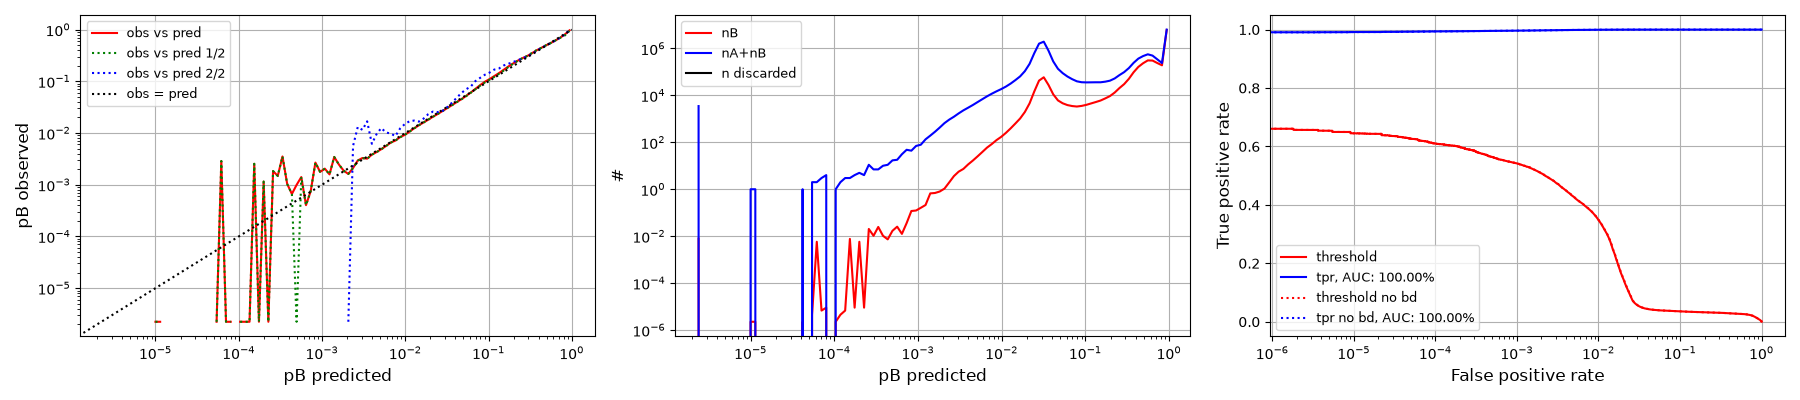 pB observed
10⁰
10⁻¹
10⁻²
10⁻³
10⁻⁴
10⁻⁵
obs vs pred
obs vs pred 1/2
obs vs pred 2/2
obs = pred
10⁻⁵ 10⁻⁴ 10⁻³ 10⁻² 10⁻¹ 10⁰
pB predicted
#
10⁶
10⁴
10²
10⁰
10⁻²
10⁻⁴
10⁻⁶
nB
nA+nB
n discarded
10⁻⁵ 10⁻⁴ 10⁻³ 10⁻² 10⁻¹ 10⁰
pB predicted
True positive rate
1.0
0.8
0.6
0.4
0.2
0.0
threshold
tpr, AUC: 100.00%
threshold no bd
tpr no bd, AUC: 100.00%
10⁻⁶ 10⁻⁵ 10⁻⁴ 10⁻³ 10⁻² 10⁻¹ 10⁰
False positive rate